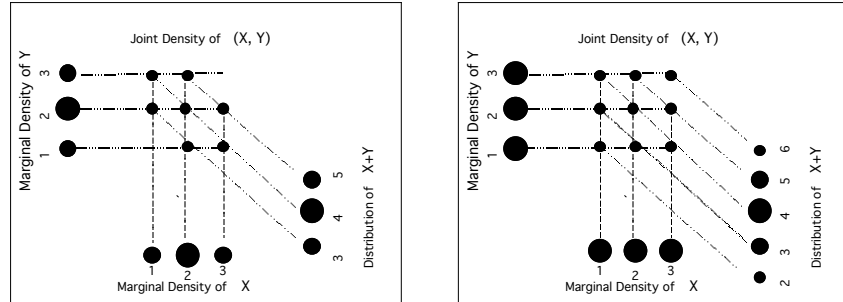 Joint Density of (X, Y)
Marginal Density of Y
3
2
1
5
4
3
Distribution of X+Y
1
2
3
Marginal Density of X
Joint Density of (X, Y)
Marginal Density of Y
3
2
1
6
5
4
3
2
Distribution of X+Y
1
2
3
Marginal Density of X